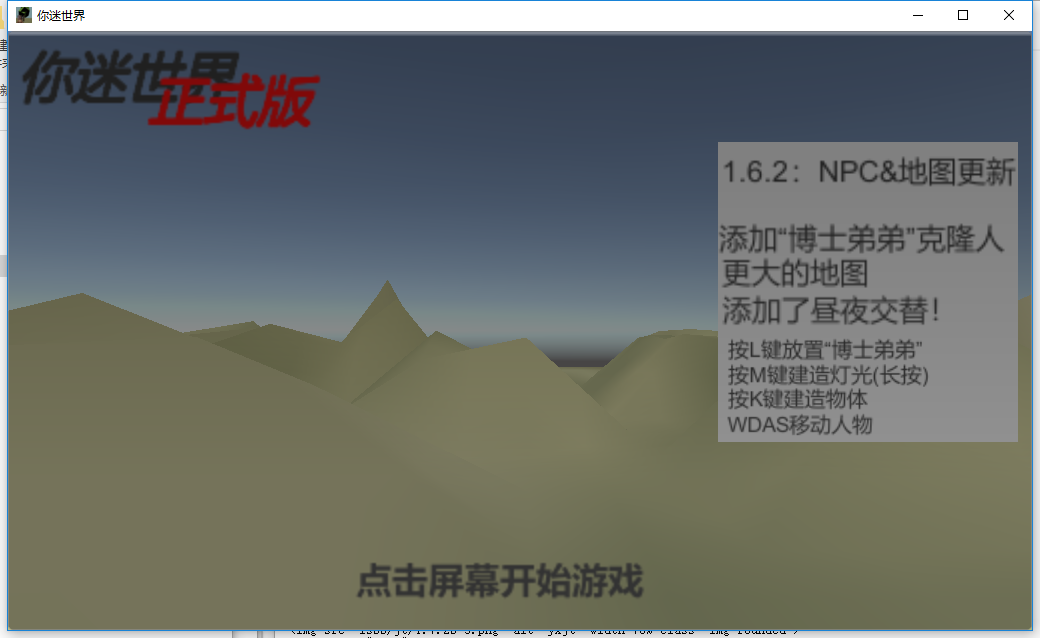 你迷世界
你迷世界
正式版
1.6.2：NPC&地图更新
添加“博士弟弟”克隆人
更大的地图
添加了昼夜交替！
按L键放置“博士弟弟”
按M键建造灯光(长按)
按K键建造物体
WDAS移动人物
点击屏幕开始游戏